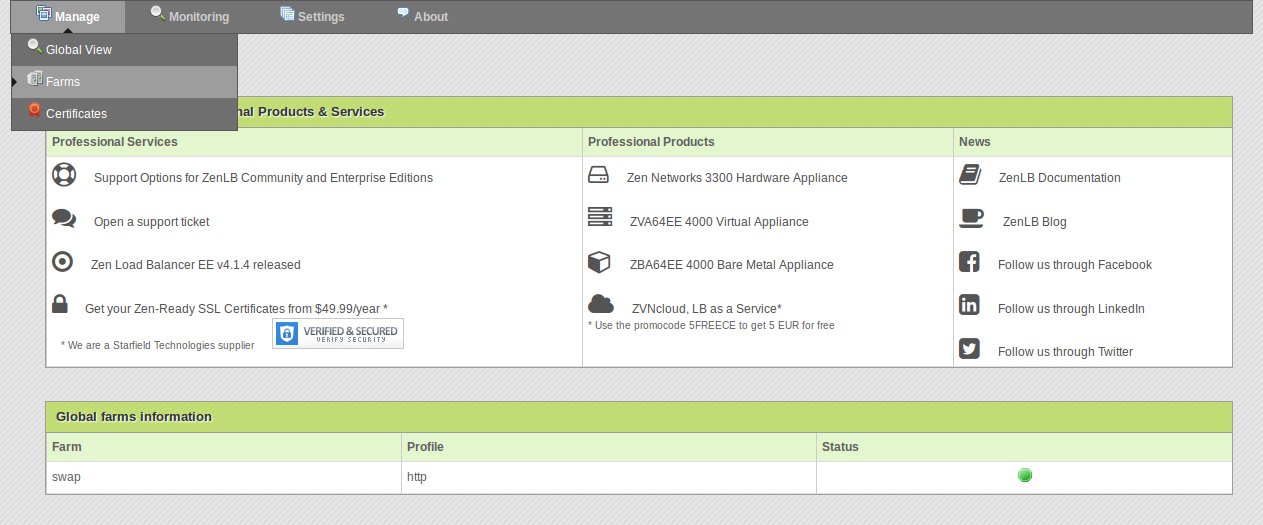 Manage Monitoring Settings About
Global View
Farms
Certificates
nal Products & Services
Professional Services Professional Products News
Support Options for ZenLB Community and Enterprise Editions Zen Networks 3300 Hardware Appliance ZenLB Documentation
Open a support ticket ZVA64EE 4000 Virtual Appliance ZenLB Blog
Zen Load Balancer EE v4.1.4 released ZBA64EE 4000 Bare Metal Appliance Follow us through Facebook
Get your Zen-Ready SSL Certificates from $49.99/year * ZVNcloud, LB as a Service* Follow us through LinkedIn
* Use the promocode 5FREECE to get 5 EUR for free
VERIFIED & SECURED
VERIFY SECURITY
* We are a Starfield Technologies supplier Follow us through Twitter
Global farms information
Farm Profile Status
swap http